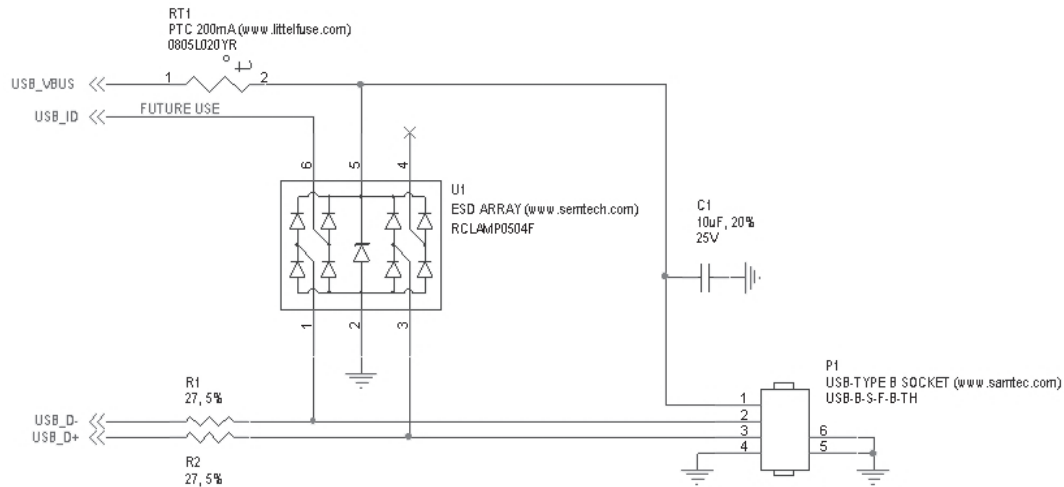 RT1
PTC 200mA (www.littelfuse.com)
0805L020YR
t
1
2
USB_VBUS
USB_ID
FUTURE USE
6
5
4
U1
ESD ARRAY (www.semtech.com)
RCLAMP0504F
C1
10uF, 20%
25V
1
2
3
R1
27, 5%
USB_D-
USB_D+
R2
27, 5%
P1
USB-TYPE B SOCKET (www.samtec.com)
USB-B-S-F-B-TH
1
2
3
4
6
5